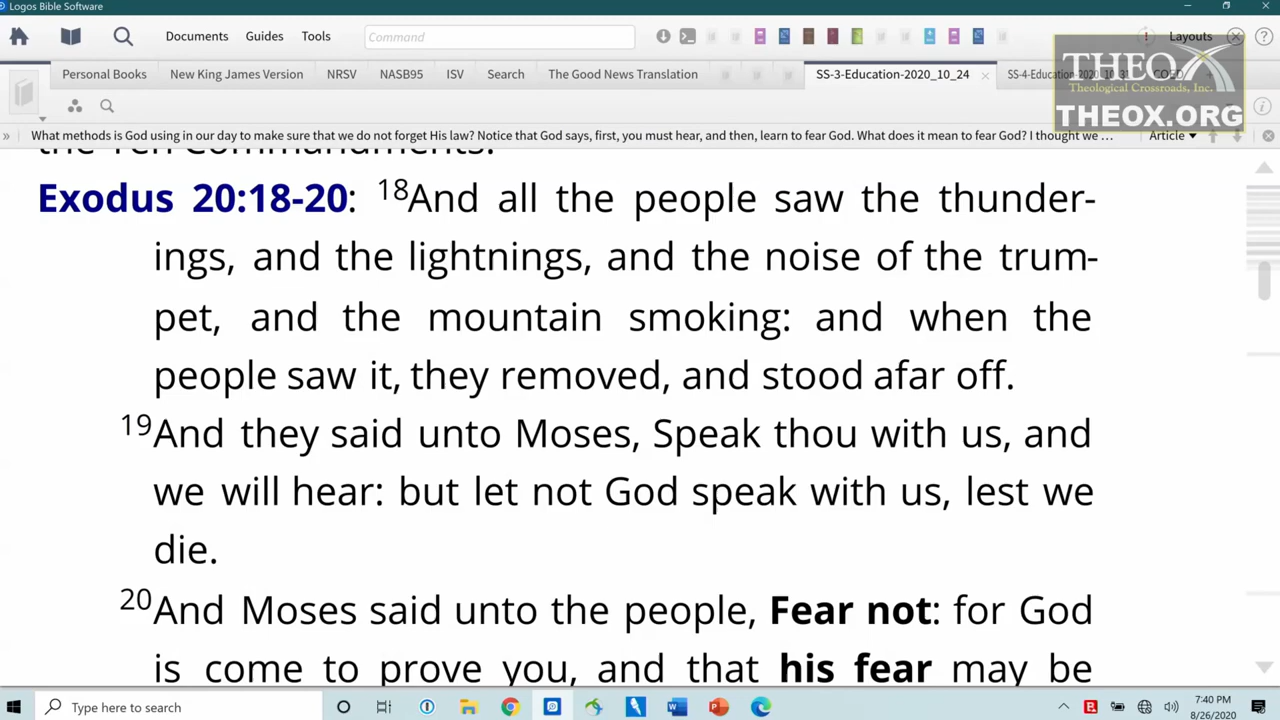 Logos Bible Software
Documents Guides Tools Command Layouts
Personal Books New King James Version NRSV NASB95 ISV Search The Good News Translation SS-3-Education-2020_10_24 SS-4-Education-2020_10_31
THEOX
Theological Crossroads, Inc.
THEOX.ORG
» What methods is God using in our day to make sure that we do not forget His law? Notice that God says, first, you must hear, and then, learn to fear God. What does it mean to fear God? I thought we ... Article
the Ten Commandments.
Exodus 20:18-20: 18And all the people saw the thunder-
ings, and the lightnings, and the noise of the trum-
pet, and the mountain smoking: and when the
people saw it, they removed, and stood afar off.
19And they said unto Moses, Speak thou with us, and
we will hear: but let not God speak with us, lest we
die.
20And Moses said unto the people, Fear not: for God
is come to prove you, and that his fear may be
Type here to search
7:40 PM
8/26/2020